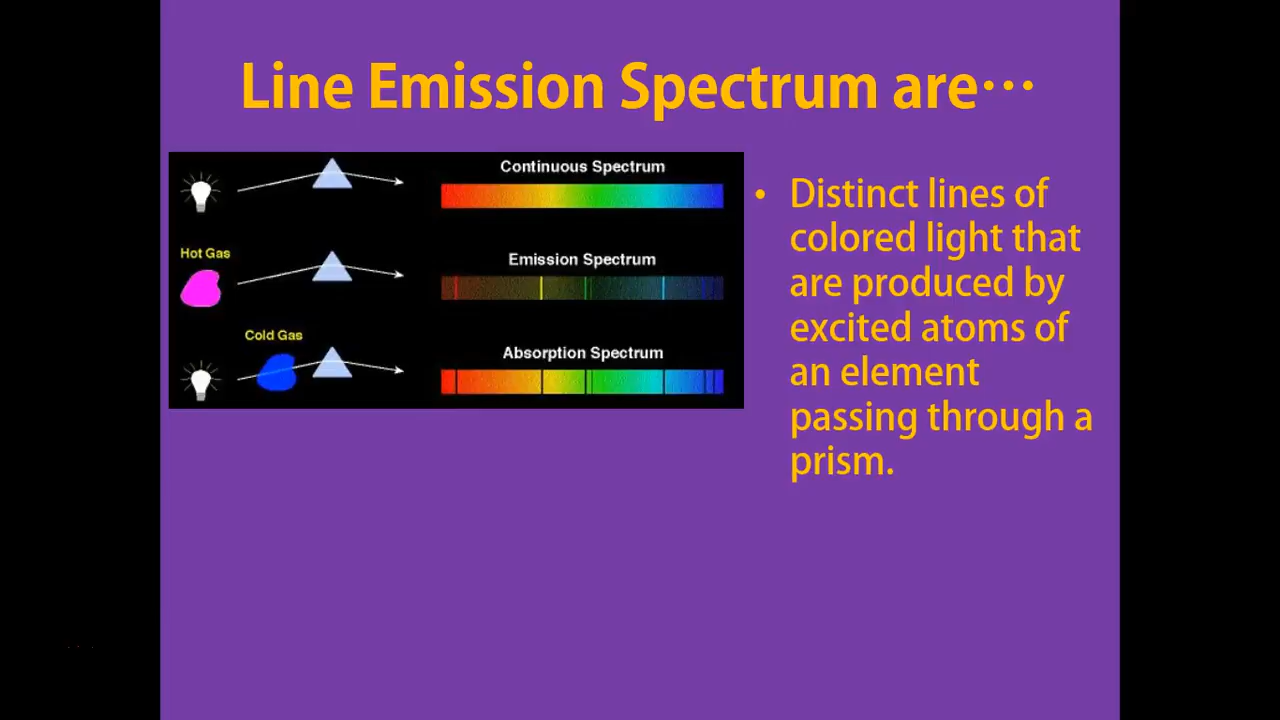 Line Emission Spectrum are…
Continuous Spectrum
Hot Gas
Emission Spectrum
Cold Gas
Absorption Spectrum
• Distinct lines of
colored light that
are produced by
excited atoms of
an element
passing through a
prism.